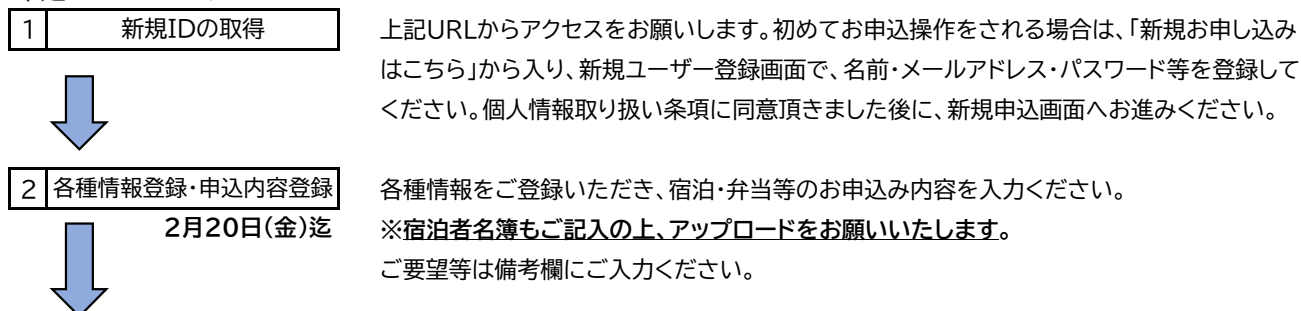 1 新規IDの取得
上記URLからアクセスをお願いします。初めてお申込操作をされる場合は、「新規お申し込み
はこちら」から入り、新規ユーザー登録画面で、名前・メールアドレス・パスワード等を登録して
ください。個人情報取り扱い条項に同意頂きました後に、新規申込画面へお進みください。
2 各種情報登録・申込内容登録
2月20日(金)迄
各種情報をご登録いただき、宿泊・弁当等のお申込み内容を入力ください。
※宿泊者名簿もご記入の上、アップロードをお願いいたします。
ご要望等は備考欄にご入力ください。